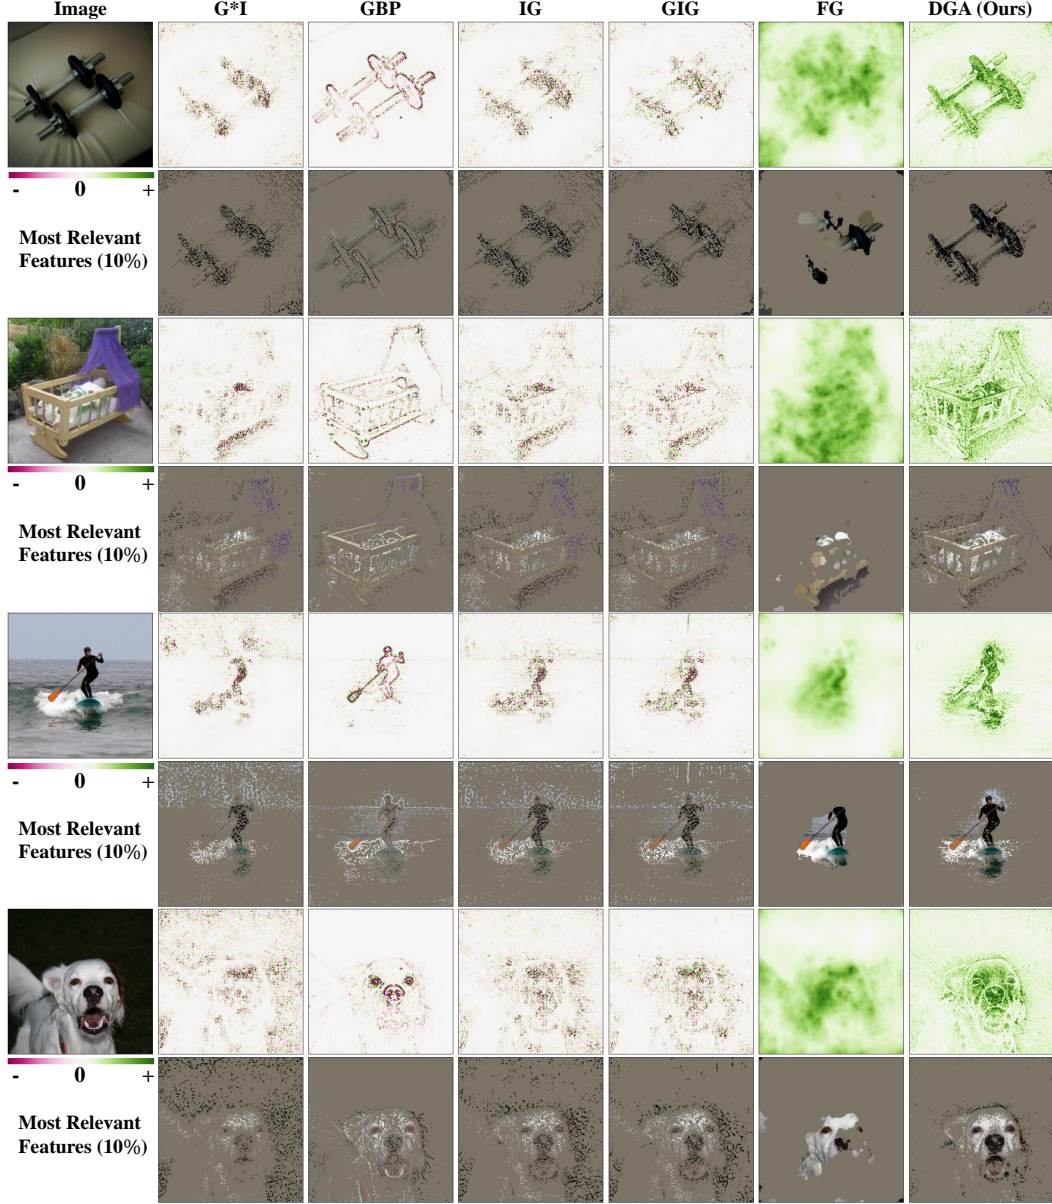 Image G*I GBP IG GIG FG DGA (Ours)
- 0 +
Most Relevant
Features (10%)
- 0 +
Most Relevant
Features (10%)
- 0 +
Most Relevant
Features (10%)
- 0 +
Most Relevant
Features (10%)